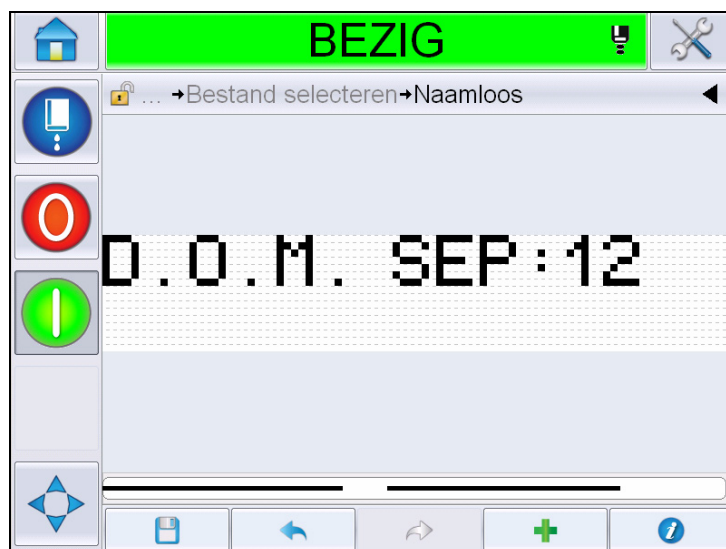 BEZIG
... →Bestand selecteren→Naamloos
D.O.M. SEP:12